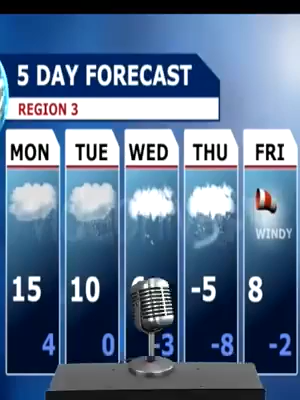 5 DAY FORECAST
REGION 3
MON TUE WED THU FRI
WINDY
15 10 -5 8
4 0 -3 -8 -2